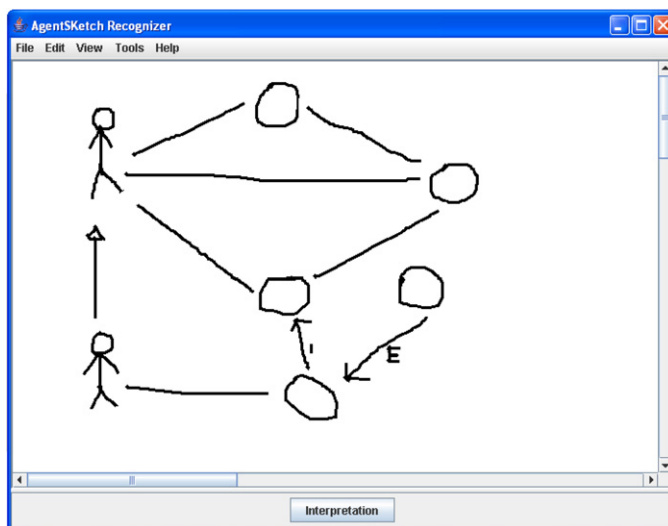 AgentSKetch Recognizer
File Edit View Tools Help
I
E
Interpretation